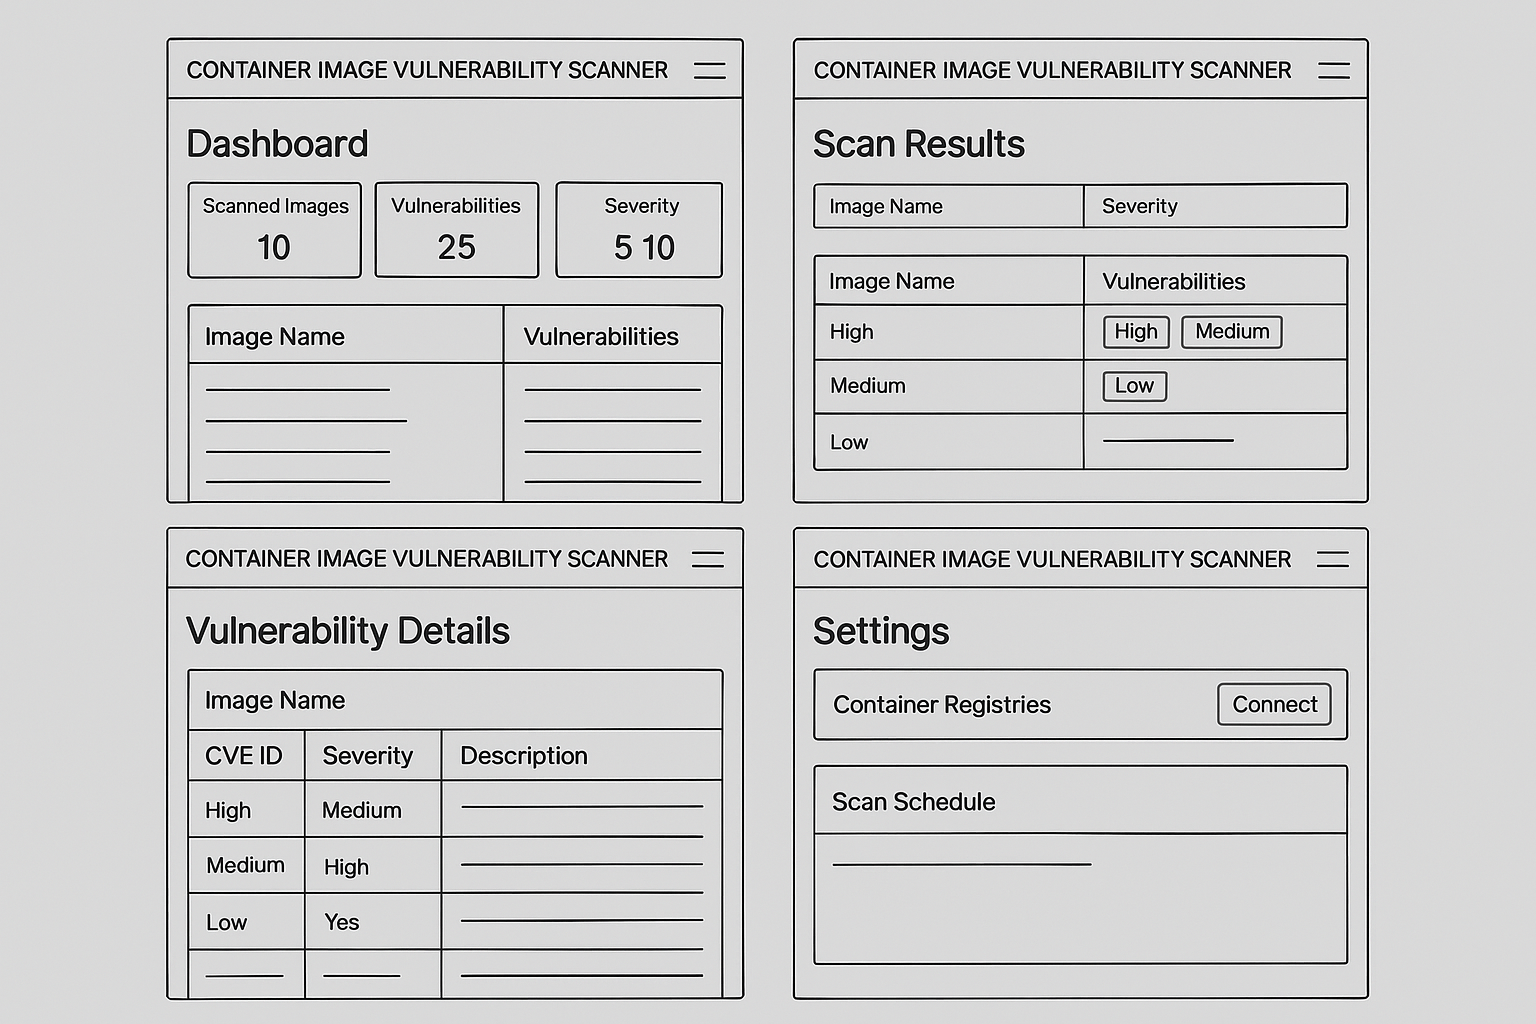 CONTAINER IMAGE VULNERABILITY SCANNER
Dashboard
Scanned Images
10
Vulnerabilities
25
Severity
5 10
Image Name Vulnerabilities
CONTAINER IMAGE VULNERABILITY SCANNER
Scan Results
Image Name Severity
Image Name Vulnerabilities
High High Medium
Medium Low
Low
CONTAINER IMAGE VULNERABILITY SCANNER
Vulnerability Details
Image Name
CVE ID Severity Description
High Medium
Medium High
Low Yes
CONTAINER IMAGE VULNERABILITY SCANNER
Settings
Container Registries Connect
Scan Schedule